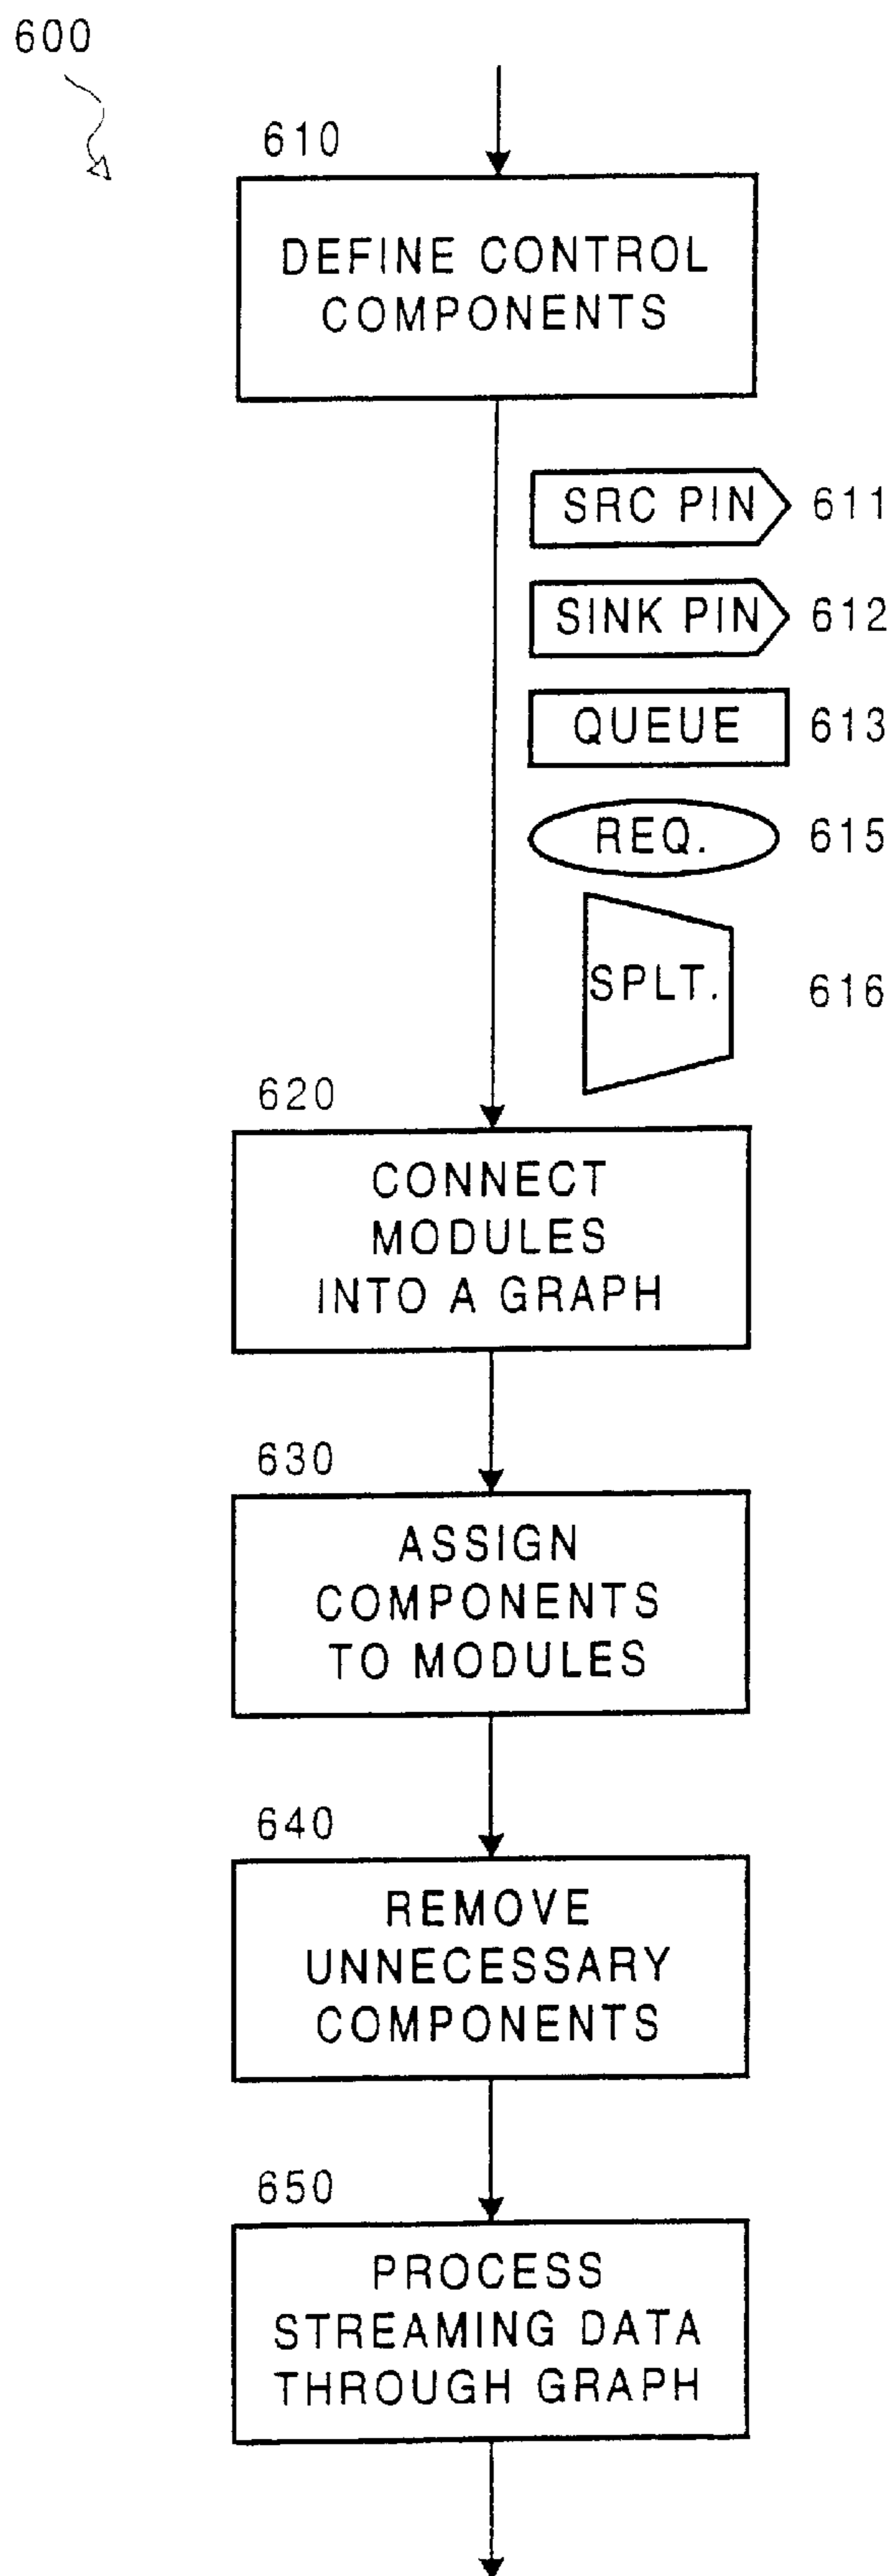 600
610
DEFINE CONTROL
COMPONENTS
SRC PIN 611
SINK PIN 612
QUEUE 613
REQ. 615
SPLT. 616
620
CONNECT
MODULES
INTO A GRAPH
630
ASSIGN
COMPONENTS
TO MODULES
640
REMOVE
UNNECESSARY
COMPONENTS
650
PROCESS
STREAMING DATA
THROUGH GRAPH